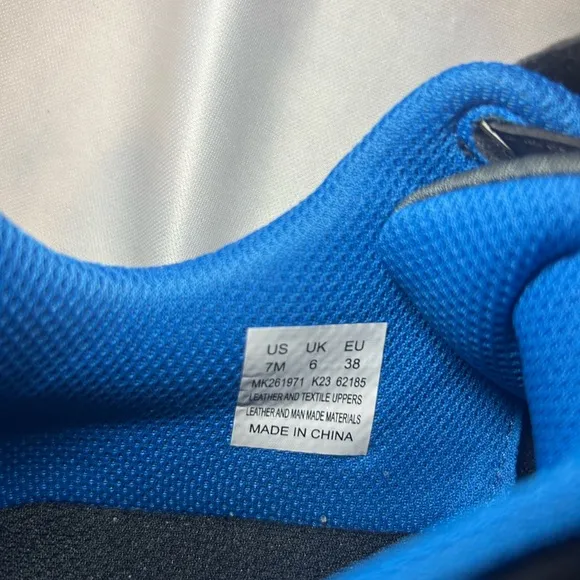 US UK EU
7M 6 38
MK261971 K23 62185
LEATHER AND TEXTILE UPPERS
LEATHER AND MAN MADE MATERIALS
MADE IN CHINA